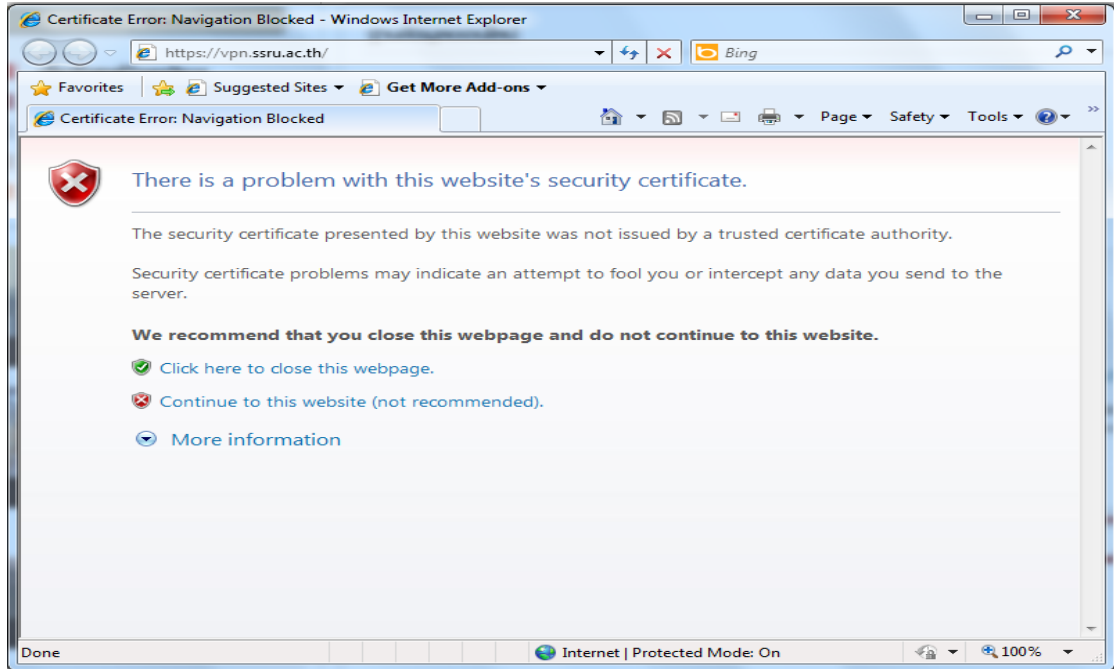 Certificate Error: Navigation Blocked - Windows Internet Explorer
https://vpn.ssru.ac.th/
Bing
Favorites Suggested Sites Get More Add-ons
Certificate Error: Navigation Blocked Page Safety Tools
There is a problem with this website's security certificate.
The security certificate presented by this website was not issued by a trusted certificate authority.
Security certificate problems may indicate an attempt to fool you or intercept any data you send to the
server.
We recommend that you close this webpage and do not continue to this website.
Click here to close this webpage.
Continue to this website (not recommended).
More information
Done Internet | Protected Mode: On 100%